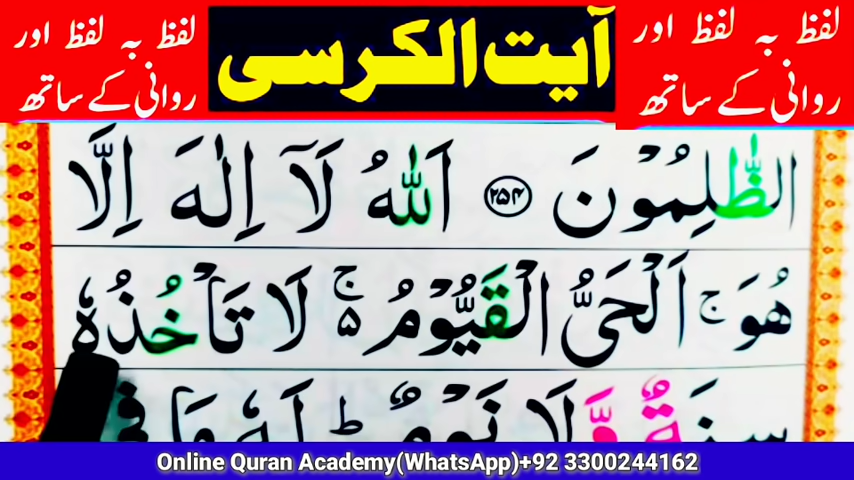 لفظ بہ لفظ اور
روانی کے ساتھ
آیت الکرسی
لفظ بہ لفظ اور
روانی کے ساتھ
الظّٰلِمُوْنَ ﴿۲۵۴﴾ اَللّٰهُ لَاۤ اِلٰهَ اِلَّا
هُوَ ۚ اَلْحَیُّ الْقَیُّوْمُ ۵ۚ لَا تَاْخُذُهٗ
سِنَةٌ وَّلَا نَوْمٌ ؕ لَهٗ مَا فِی
Online Quran Academy(WhatsApp)+92 3300244162